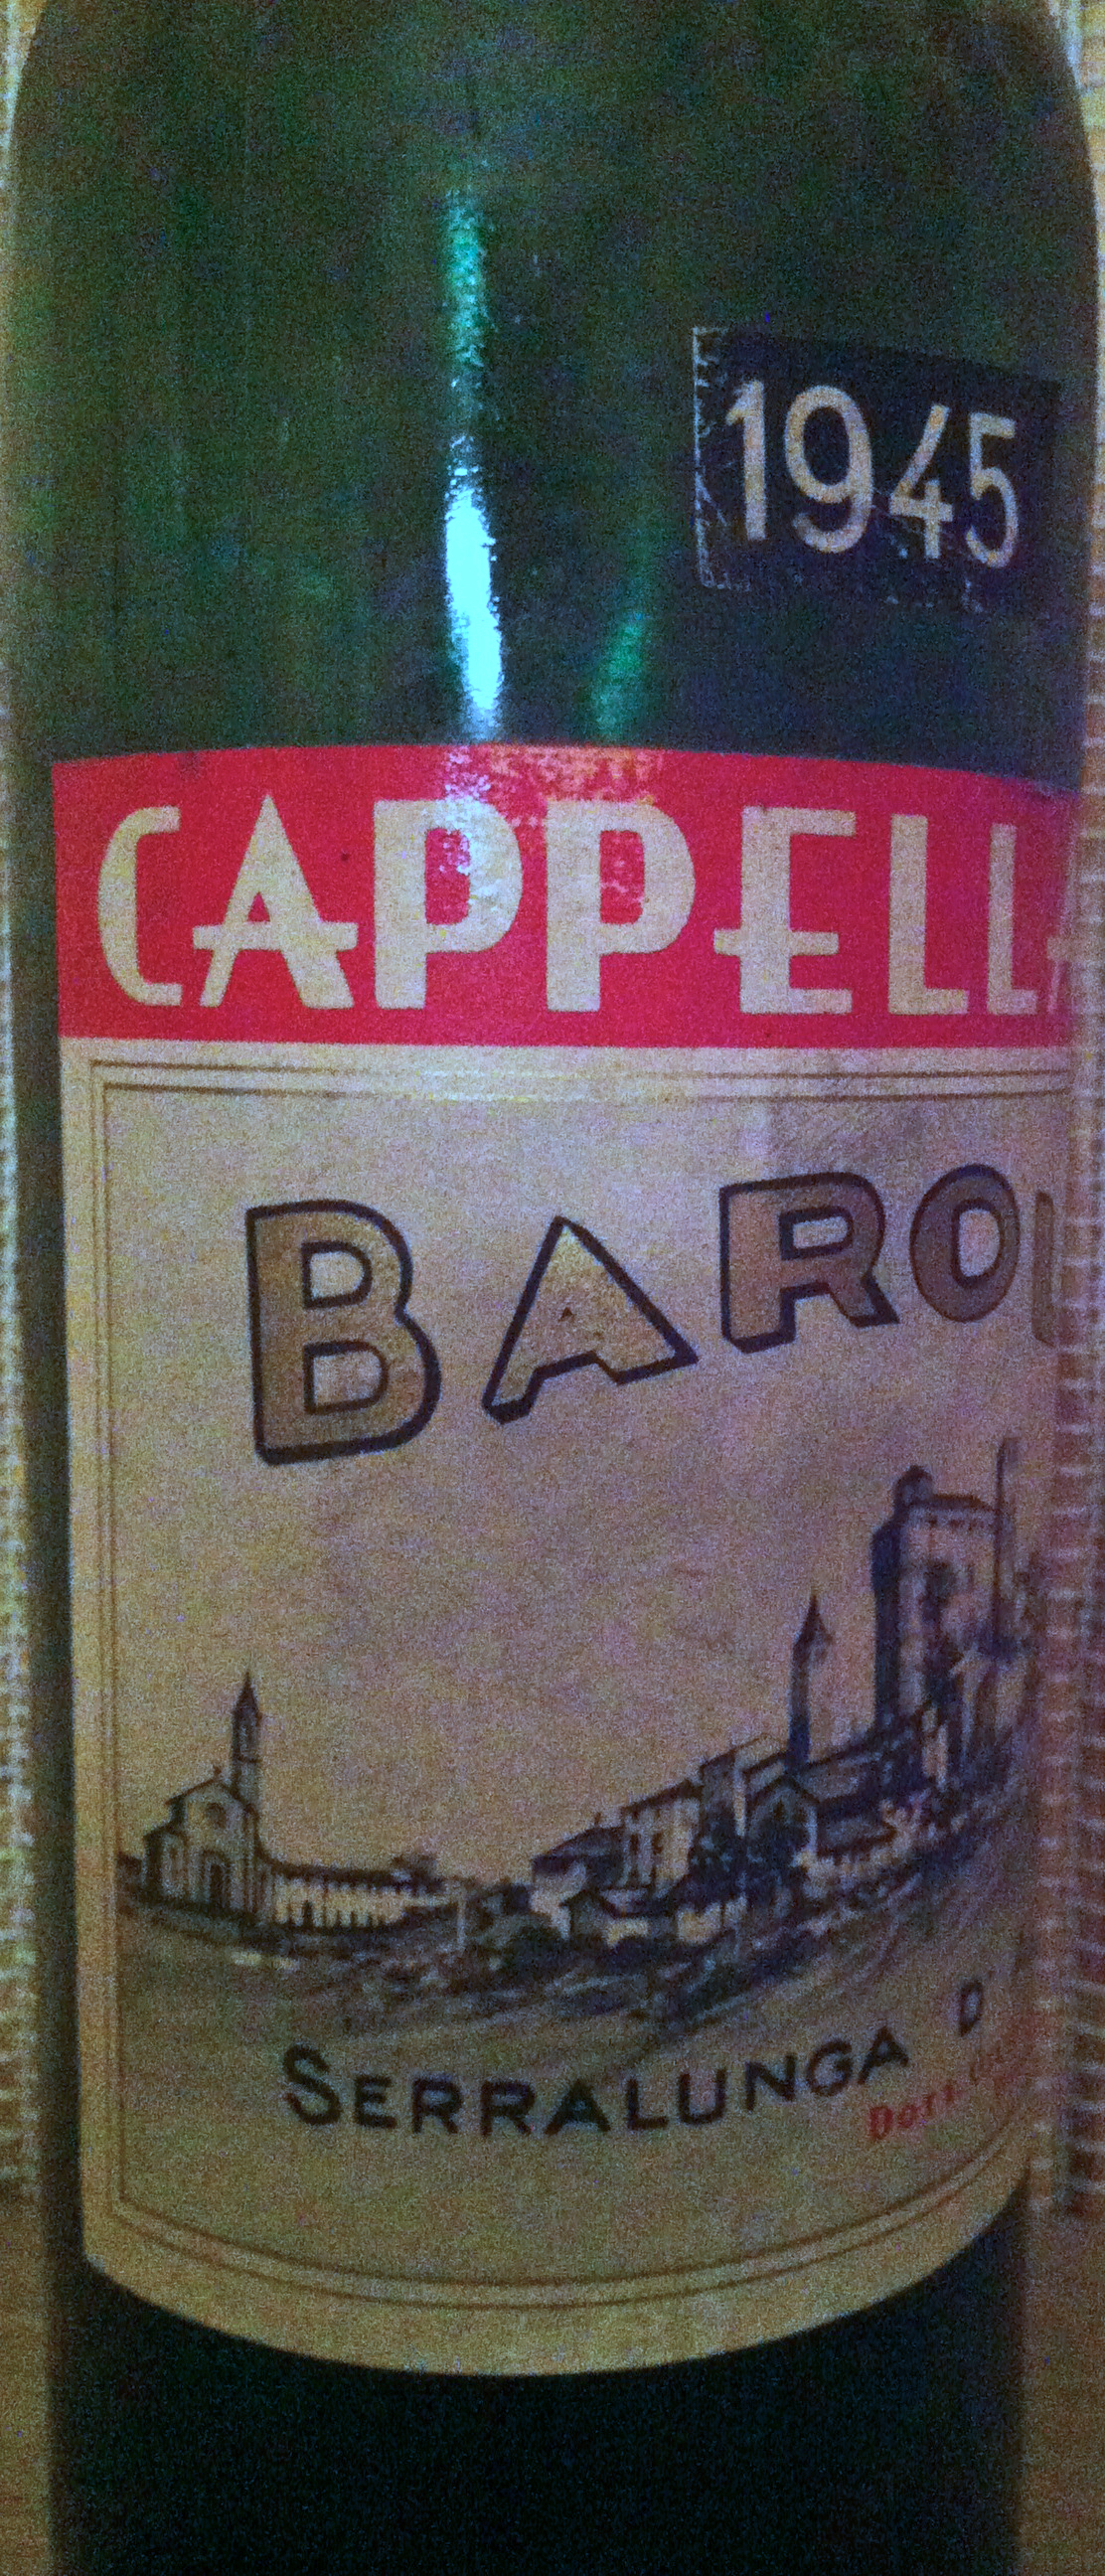 1945
CAPPELL
BARO
SERRALUNGA D